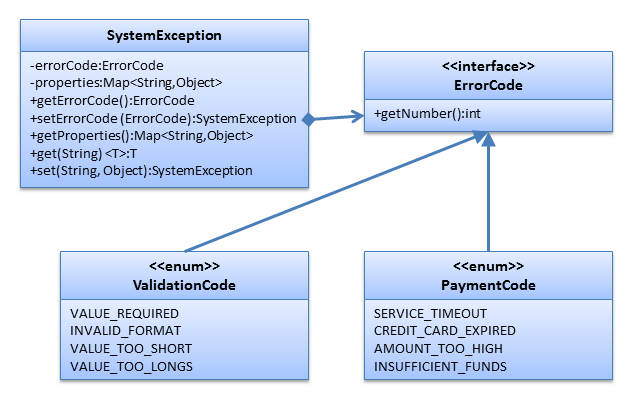 SystemException
-errorCode:ErrorCode
-properties:Map<String,Object>
+getErrorCode():ErrorCode
+setErrorCode(ErrorCode):SystemException
+getProperties():Map<String,Object>
+get(String) <T>:T
+set(String, Object):SystemException
<<interface>>
ErrorCode
+getNumber():int
<<enum>>
ValidationCode
VALUE_REQUIRED
INVALID_FORMAT
VALUE_TOO_SHORT
VALUE_TOO_LONGS
<<enum>>
PaymentCode
SERVICE_TIMEOUT
CREDIT_CARD_EXPIRED
AMOUNT_TOO_HIGH
INSUFFICIENT_FUNDS